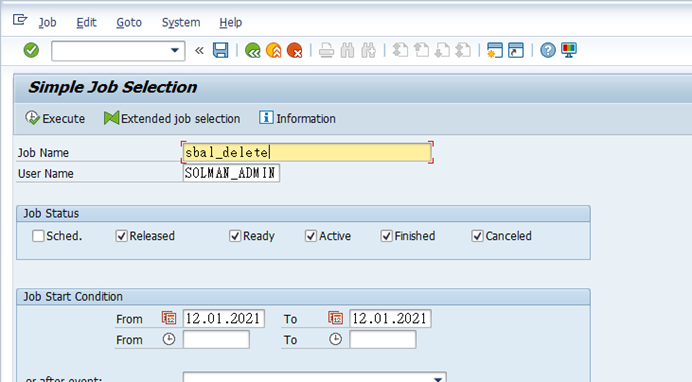 Job Edit Goto System Help
Simple Job Selection
Execute Extended job selection Information
Job Name sbal_delete
User Name SOLMAN_ADMIN
Job Status
Sched. Released Ready Active Finished Canceled
Job Start Condition
From 12.01.2021 To 12.01.2021
From To
or after event: